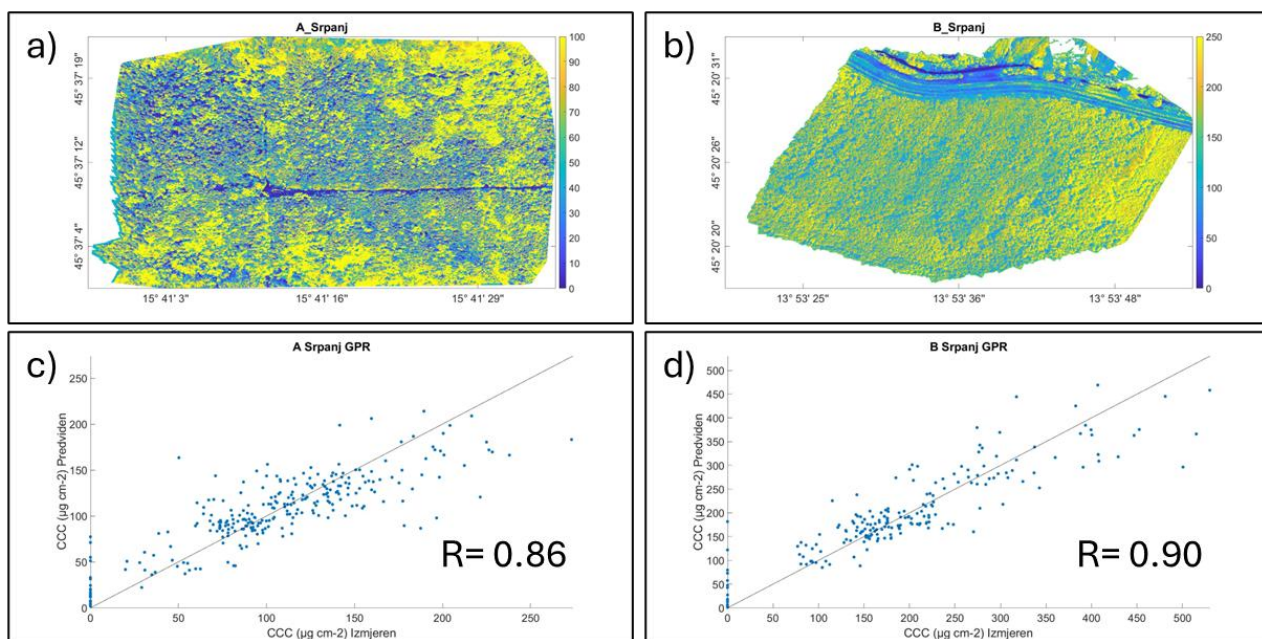 a)
A_Srpanj
45° 37' 19"
45° 37' 12"
45° 37' 4"
15° 41' 3"
15° 41' 16"
15° 41' 29"
100
90
80
70
60
50
40
30
20
10
0
b)
B_Srpanj
45° 20' 31"
45° 20' 26"
45° 20' 20"
13° 53' 25"
13° 53' 36"
13° 53' 48"
250
200
150
100
50
0
c)
A Srpanj GPR
CCC (µg cm-2) Predviden
250
200
150
100
50
0
R= 0.86
0 50 100 150 200 250
CCC (µg cm-2) Izmjeren
d)
B Srpanj GPR
CCC (µg cm-2) Predviden
500
450
400
350
300
250
200
150
100
50
0
R= 0.90
0 50 100 150 200 250 300 350 400 450 500
CCC (µg cm-2) Izmjeren